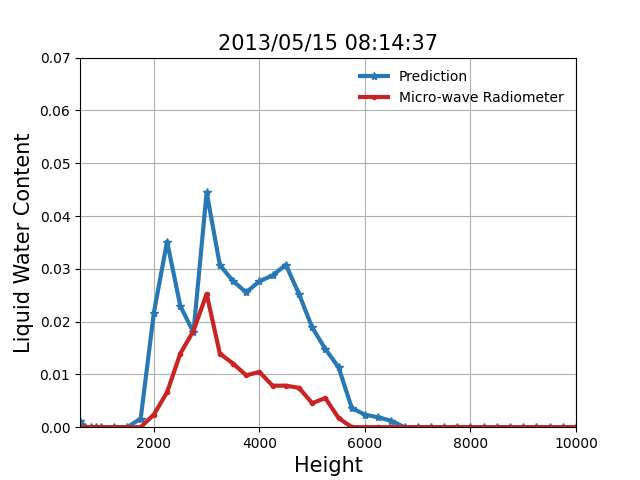 2013/05/15 08:14:37
Prediction
Micro-wave Radiometer
Liquid Water Content
0.07
0.06
0.05
0.04
0.03
0.02
0.01
0.00
2000 4000 6000 8000 10000
Height